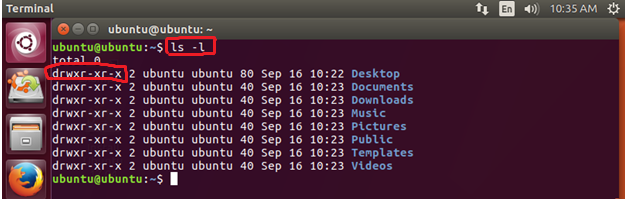 Terminal En 10:35 AM
ubuntu@ubuntu: ~
ubuntu@ubuntu:~$ ls -l
total 0
drwxr-xr-x 2 ubuntu ubuntu 80 Sep 16 10:22 Desktop
drwxr-xr-x 2 ubuntu ubuntu 40 Sep 16 10:23 Documents
drwxr-xr-x 2 ubuntu ubuntu 40 Sep 16 10:23 Downloads
drwxr-xr-x 2 ubuntu ubuntu 40 Sep 16 10:23 Music
drwxr-xr-x 2 ubuntu ubuntu 40 Sep 16 10:23 Pictures
drwxr-xr-x 2 ubuntu ubuntu 40 Sep 16 10:23 Public
drwxr-xr-x 2 ubuntu ubuntu 40 Sep 16 10:23 Templates
drwxr-xr-x 2 ubuntu ubuntu 40 Sep 16 10:23 Videos
ubuntu@ubuntu:~$